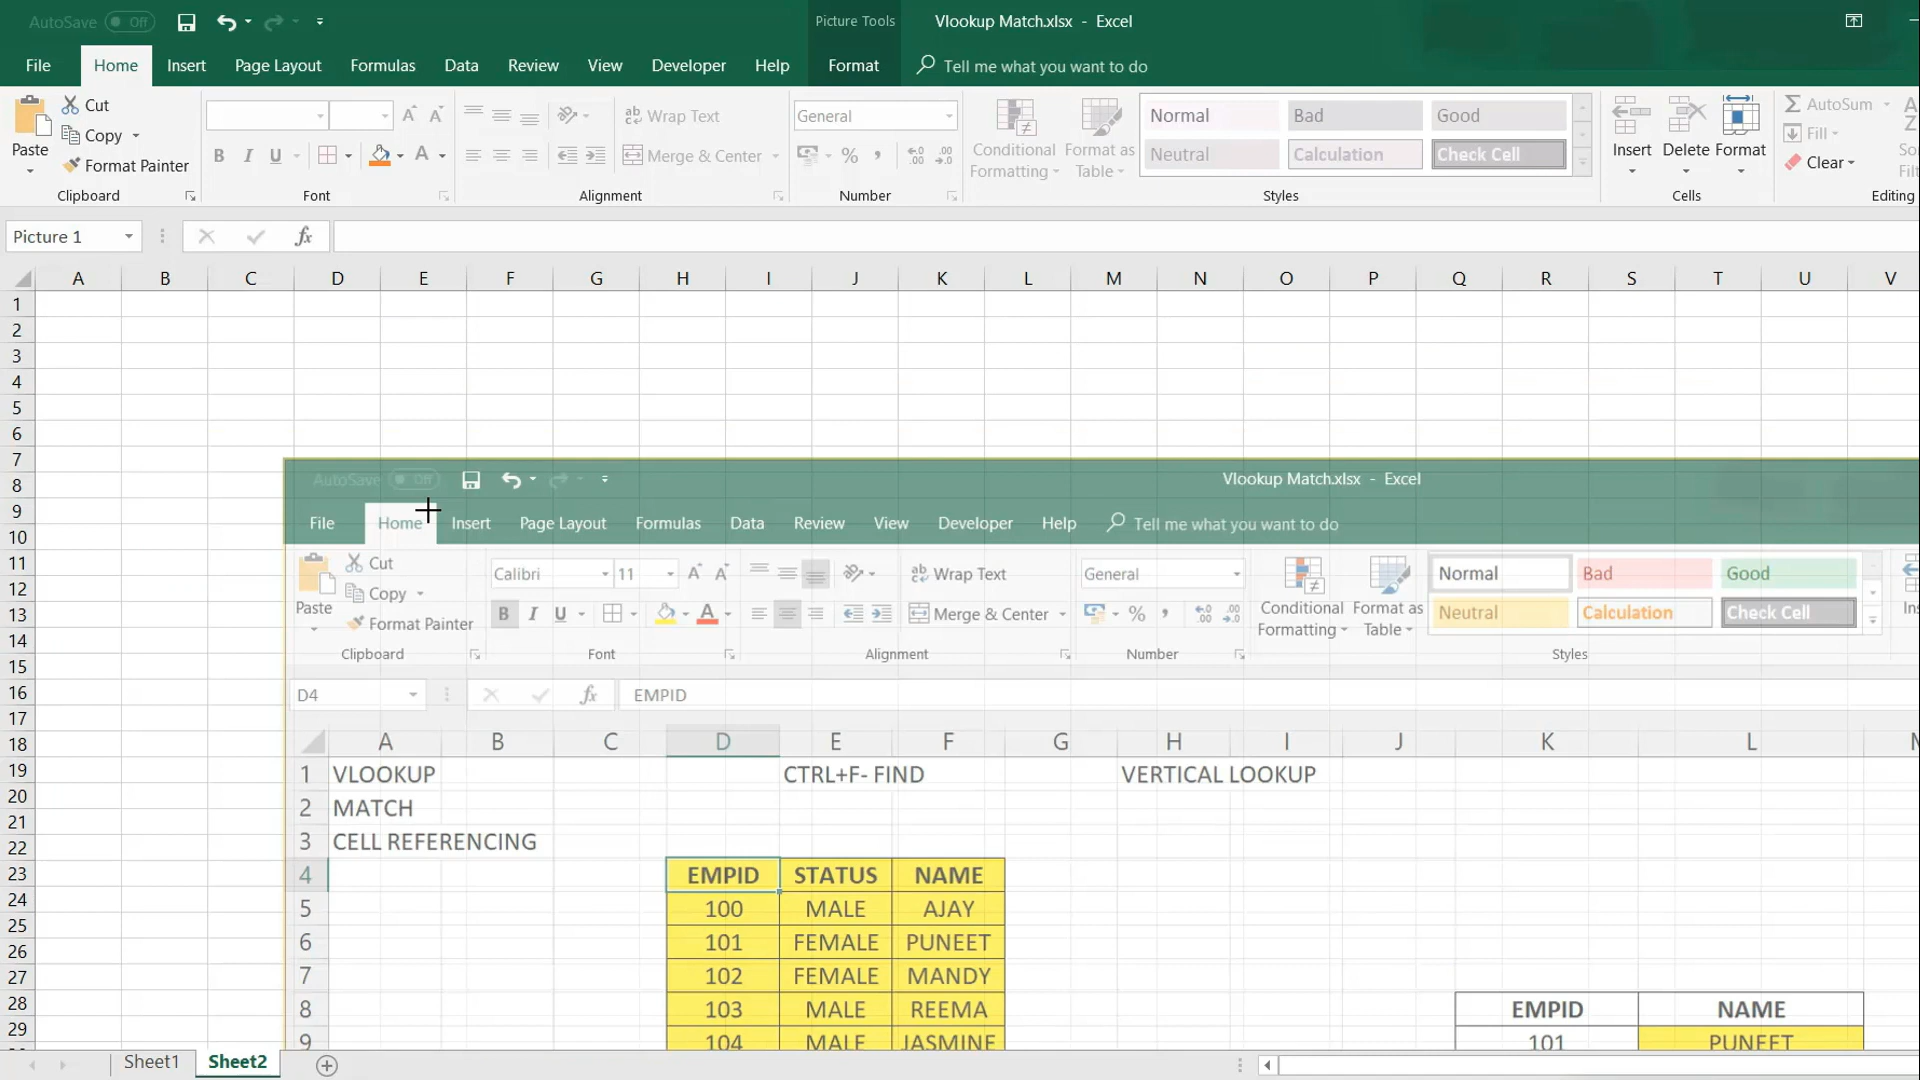 AutoSave Off Picture Tools Vlookup Match.xlsx - Excel
File Home Insert Page Layout Formulas Data Review View Developer Help Format Tell me what you want to do
Cut
Copy
Format Painter
Paste
Clipboard
B I U A
Font
Wrap Text
Merge & Center
Alignment
General
%
Number
Conditional Formatting
Format as Table
Normal Bad Good
Neutral Calculation Check Cell
Styles
Insert Delete Format
Cells
AutoSum
Fill
Clear
Editing
Picture 1 fx
A B C D E F G H I J K L M N O P Q R S T U V
1
2
3
4
5
6
7
8
9
10
11
12
13
14
15
16
17
18
19
20
21
22
23
24
25
26
27
28
29
AutoSave Off Vlookup Match.xlsx - Excel
File Home Insert Page Layout Formulas Data Review View Developer Help Tell me what you want to do
Cut
Copy
Format Painter
Paste
Clipboard
Calibri 11
B I U A
Font
Wrap Text
Merge & Center
Alignment
General
%
Number
Conditional Formatting
Format as Table
Normal Bad Good
Neutral Calculation Check Cell
Styles
D4 fx EMPID
A B C D E F G H I J K L
1 VLOOKUP CTRL+F- FIND VERTICAL LOOKUP
2 MATCH
3 CELL REFERENCING
4 EMPID STATUS NAME
5 100 MALE AJAY
6 101 FEMALE PUNEET
7 102 FEMALE MANDY
8 103 MALE REEMA EMPID NAME
9 104 MALE JASMINE 101 PUNEET
Sheet1 Sheet2